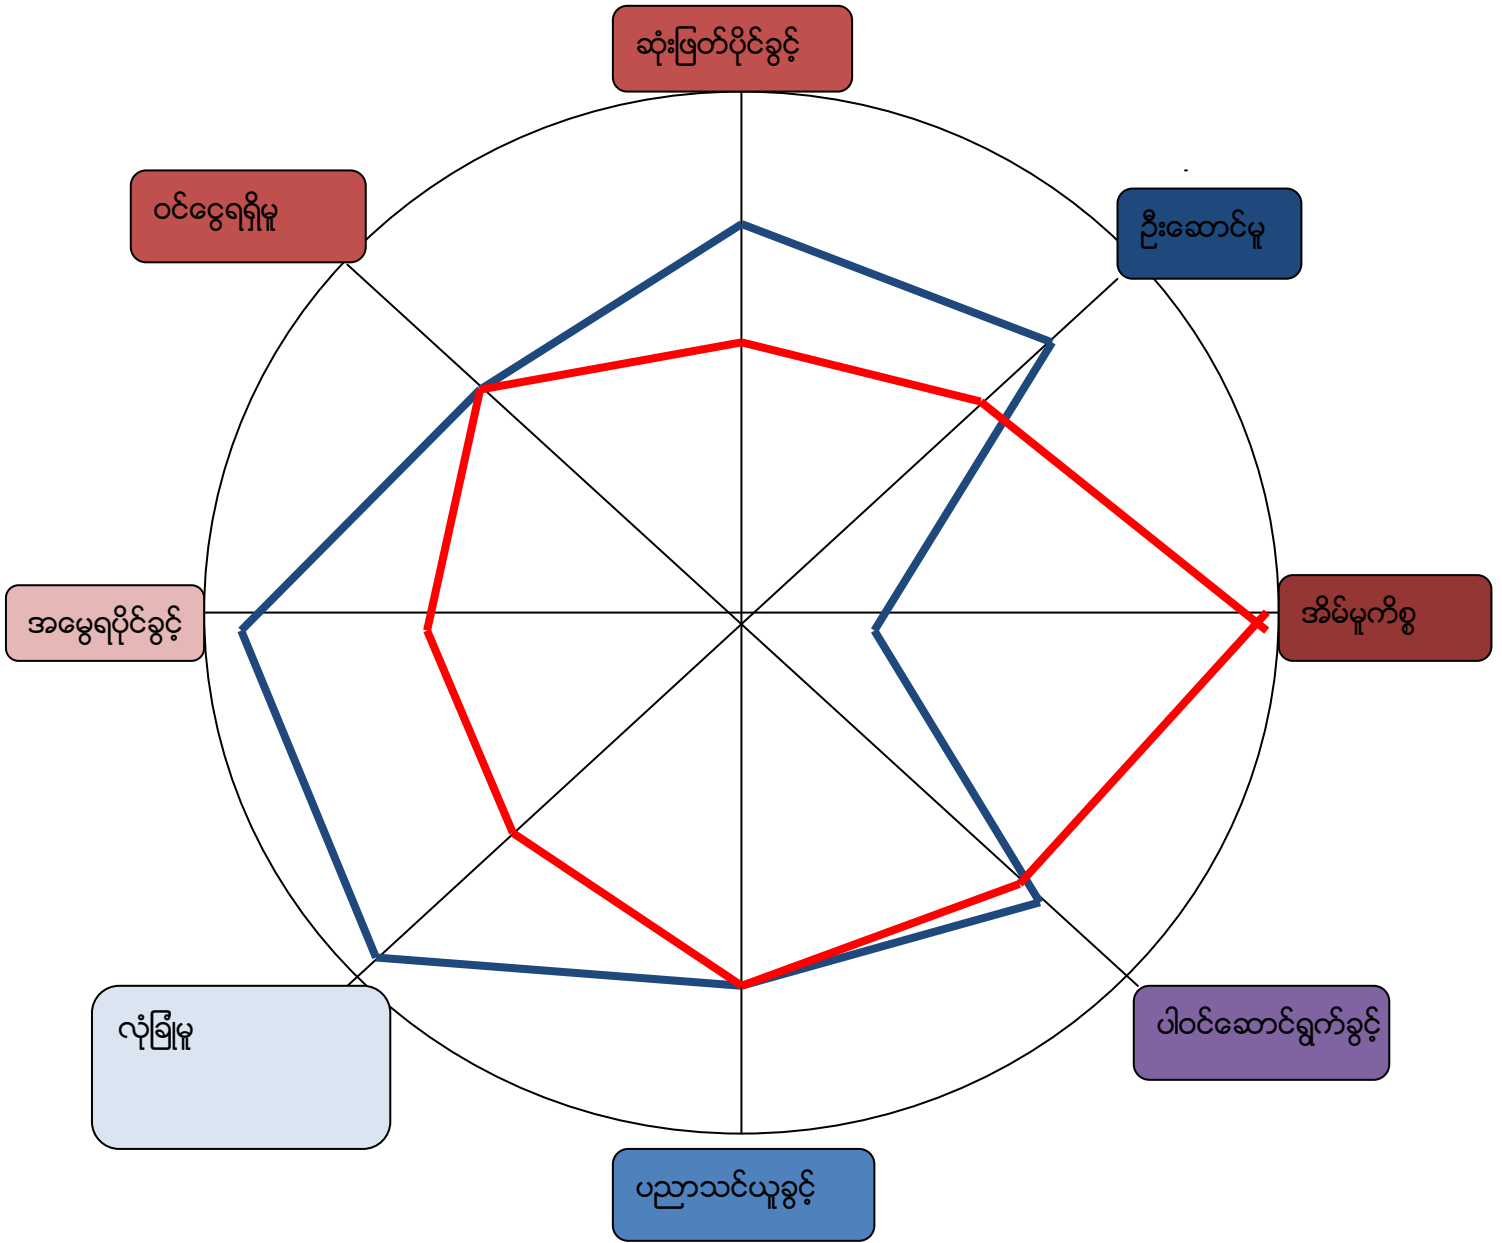 ဆုံးဖြတ်ပိုင်ခွင့်
ဝင်ငွေရရှိမှု
ဦးဆောင်မှု
အမွေရပိုင်ခွင့်
အိမ်မှုကိစ္စ
လုံခြုံမှု
ပါဝင်ဆောင်ရွက်ခွင့်
ပညာသင်ယူခွင့်